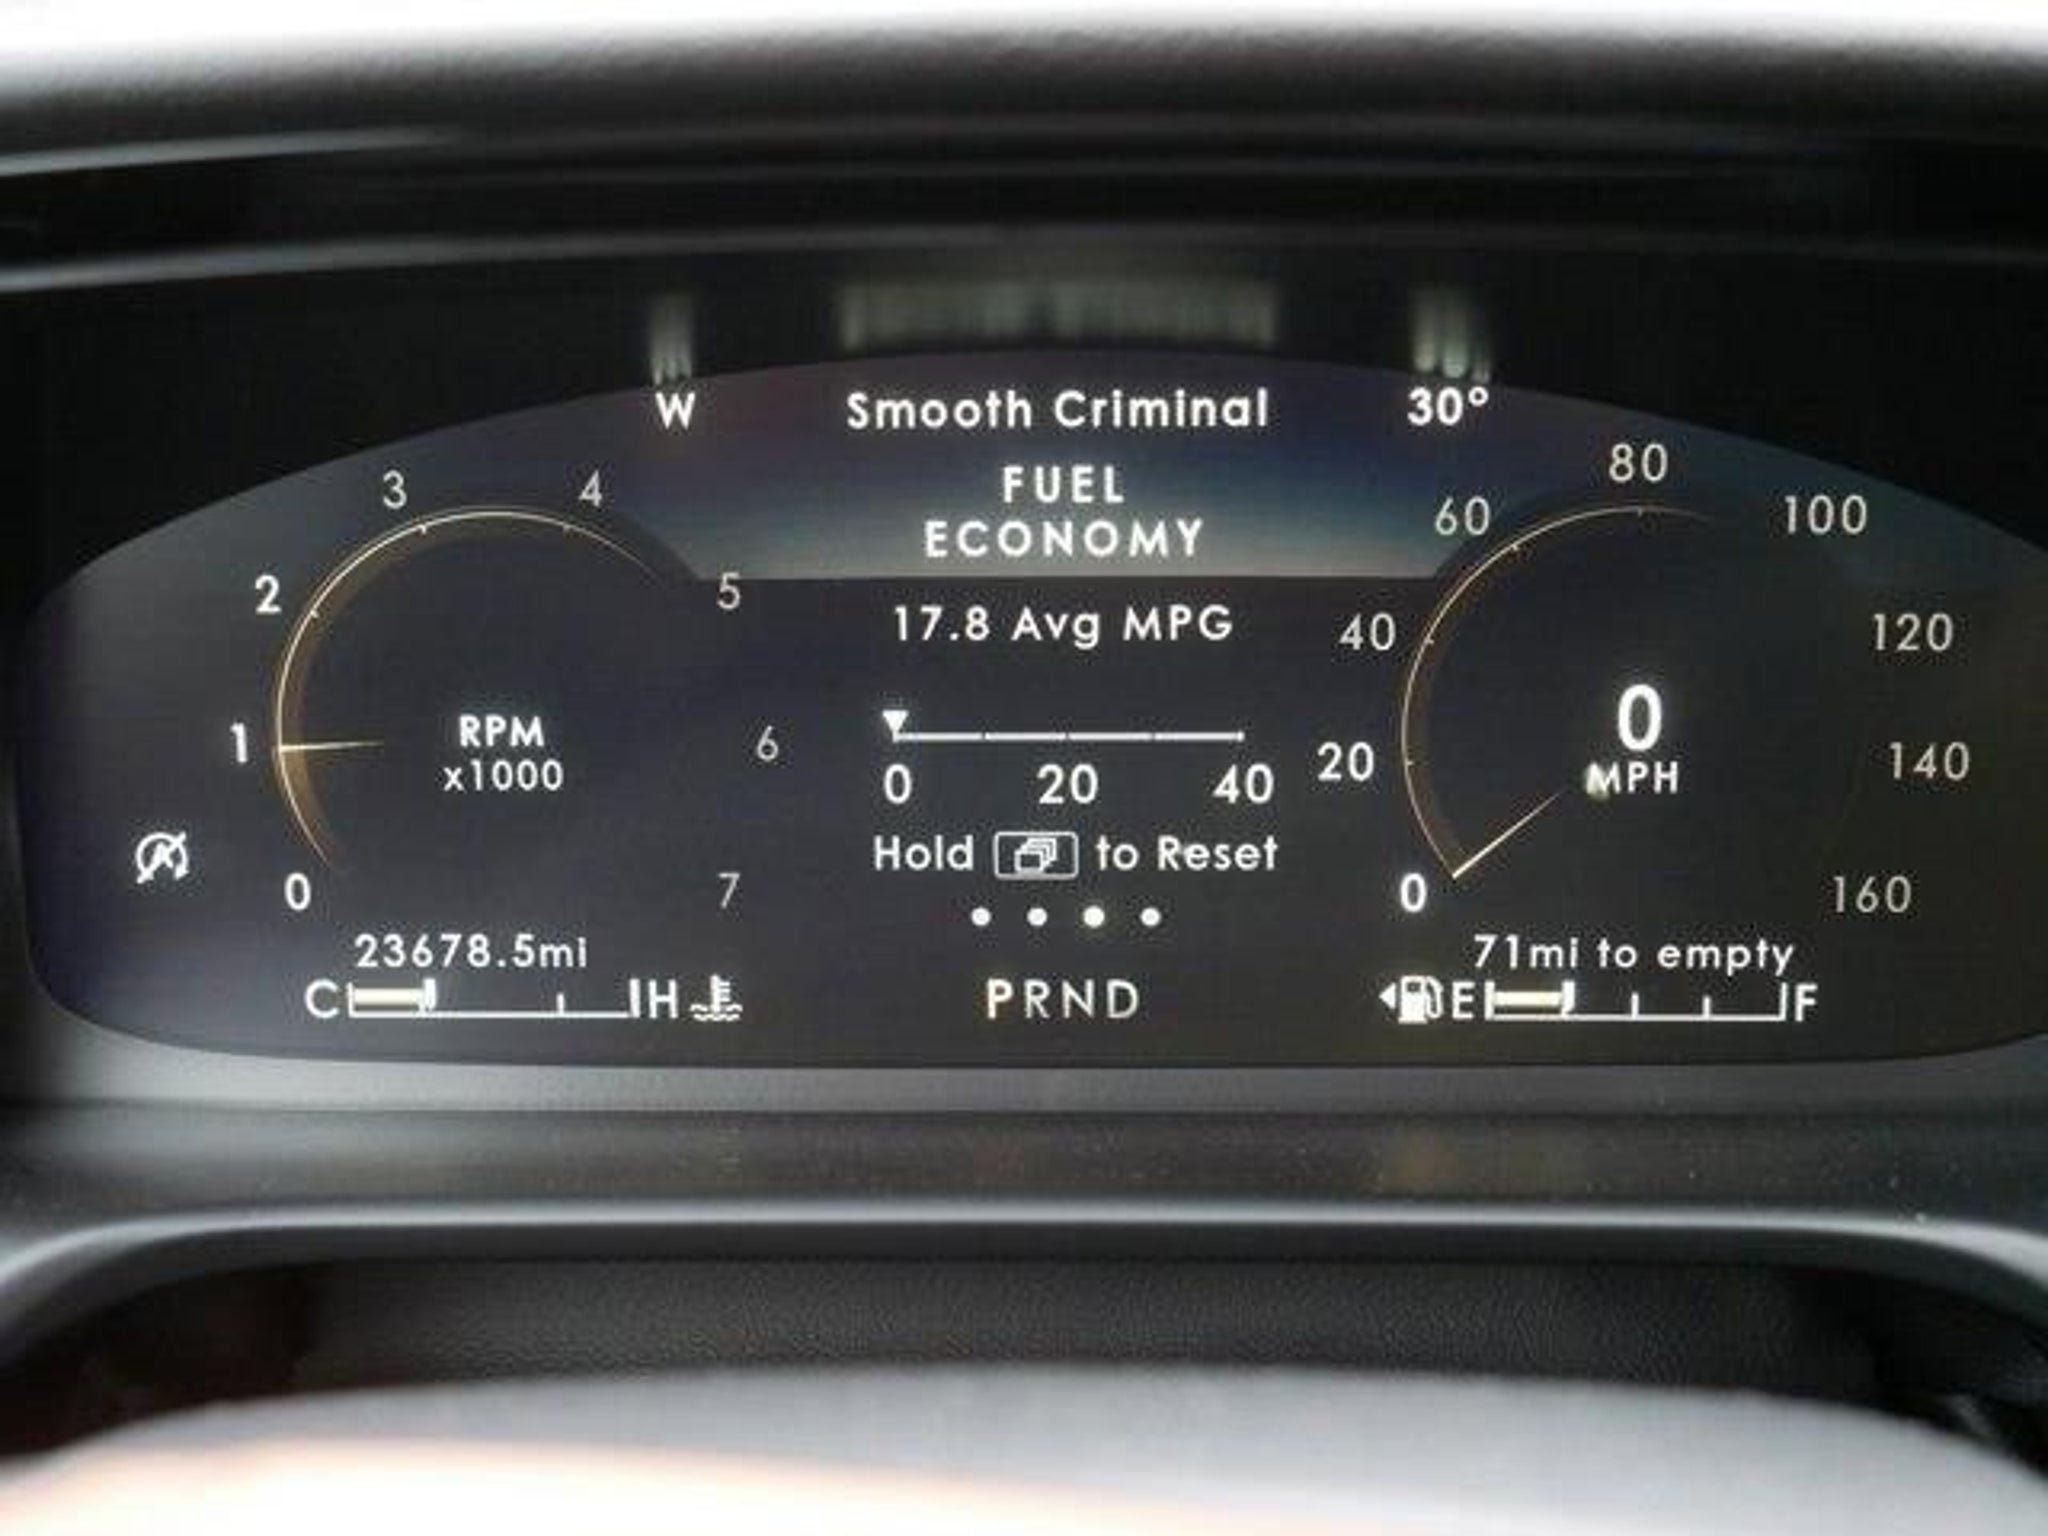 W Smooth Criminal 30°
FUEL
ECONOMY
17.8 Avg MPG
0 20 40
Hold to Reset
0 1 2 3 4 5 6 7
RPM
x1000
0 20 40 60 80 100 120 140 160
0
MPH
23678.5mi
C H
PRND
71mi to empty
E F